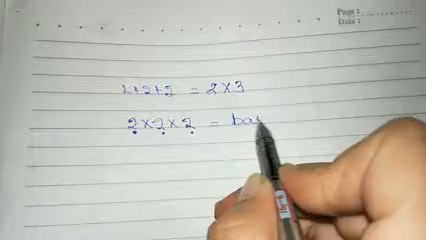 Page:
Date:
2+2+2 = 2×3
2×2×2 = ba